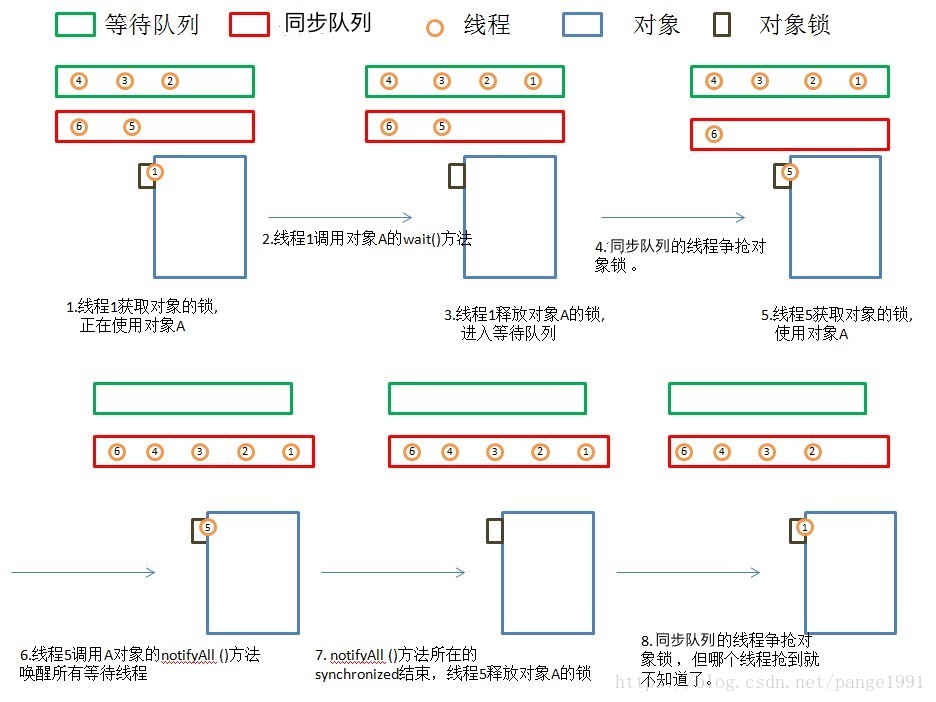 等待队列 同步队列 线程 对象 对象锁
4 3 2
4 3 2 1
4 3 2 1
6 5
6 5
6
1
5
2.线程1调用对象A的wait()方法
4.同步队列的线程争抢对
象锁 。
1.线程1获取对象的锁,
正在使用对象A
3.线程1释放对象A的锁,
进入等待队列
5.线程5获取对象的锁,
使用对象A
6 4 3 2 1
6 4 3 2 1
6 4 3 2
5
1
6.线程5调用A对象的notifyAll ()方法
唤醒所有等待线程
7. notifyAll ()方法所在的
synchronized结束，线程5释放对象A的锁
8.同步队列的线程争抢对
象锁 ，但哪个线程抢到就
不知道了。
https://blog.csdn.net/pange1991